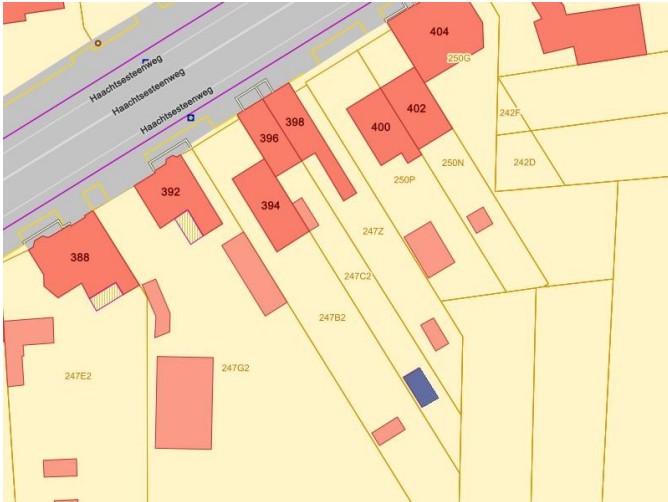 404
Haachtsesteenweg
250G
Haachtsesteenweg
Haachtsesteenweg
402
398
242F
396
400
250N
242D
392
250P
394
247Z
388
247C2
247B2
247G2
247E2